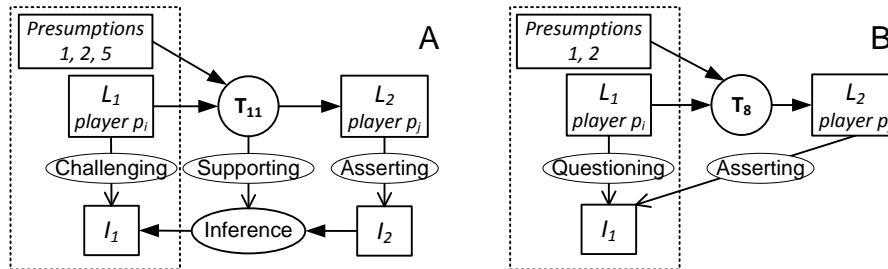 A
Presumptions
1, 2, 5
L1
player pi
T11
L2
player pj
Challenging
Supporting
Asserting
I1
Inference
I2
B
Presumptions
1, 2
L1
player pi
T8
L2
player p
Questioning
Asserting
I1